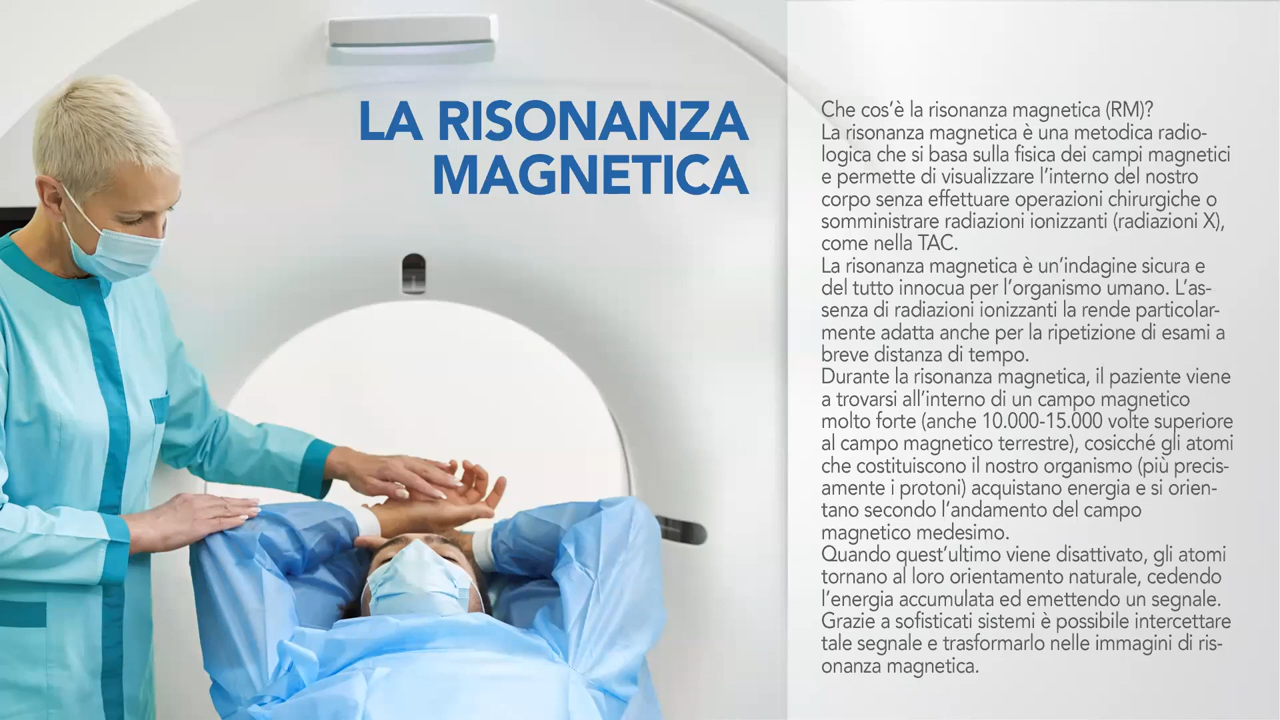 LA RISONANZA
MAGNETICA
Che cos’è la risonanza magnetica (RM)?
La risonanza magnetica è una metodica radio-
logica che si basa sulla fisica dei campi magnetici
e permette di visualizzare l’interno del nostro
corpo senza effettuare operazioni chirurgiche o
somministrare radiazioni ionizzanti (radiazioni X),
come nella TAC.
La risonanza magnetica è un’indagine sicura e
del tutto innocua per l’organismo umano. L’as-
senza di radiazioni ionizzanti la rende particolar-
mente adatta anche per la ripetizione di esami a
breve distanza di tempo.
Durante la risonanza magnetica, il paziente viene
a trovarsi all’interno di un campo magnetico
molto forte (anche 10.000-15.000 volte superiore
al campo magnetico terrestre), cosicché gli atomi
che costituiscono il nostro organismo (più precis-
amente i protoni) acquistano energia e si orien-
tano secondo l’andamento del campo
magnetico medesimo.
Quando quest’ultimo viene disattivato, gli atomi
tornano al loro orientamento naturale, cedendo
l’energia accumulata ed emettendo un segnale.
Grazie a sofisticati sistemi è possibile intercettare
tale segnale e trasformarlo nelle immagini di ris-
onanza magnetica.